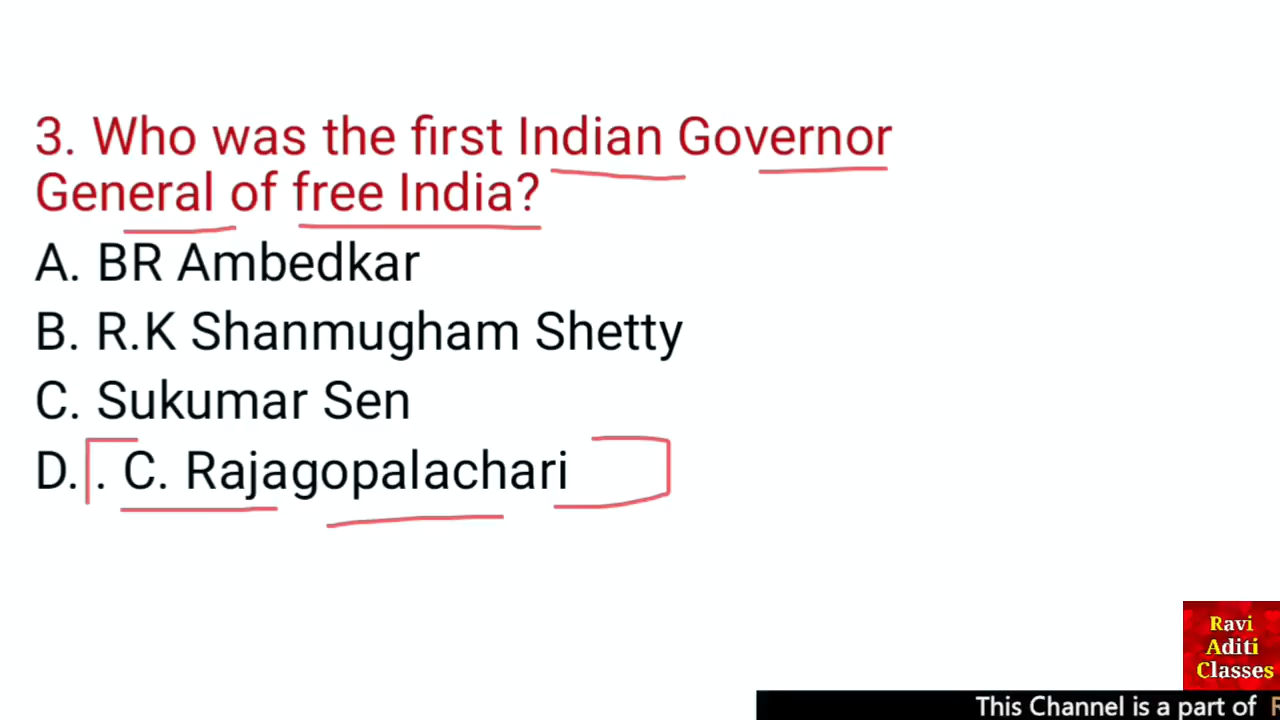 3. Who was the first Indian Governor
General of free India?
A. BR Ambedkar
B. R.K Shanmugham Shetty
C. Sukumar Sen
D. . C. Rajagopalachari
Ravi
Aditi
Classes
This Channel is a part of